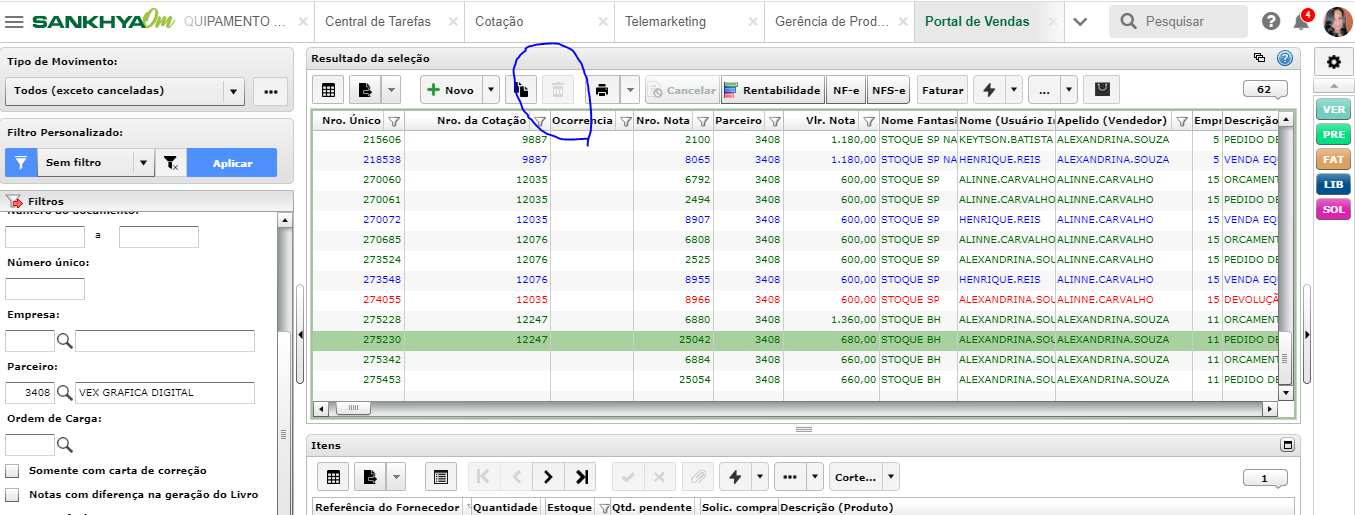 SANKHYA Om
QUIPAMENTO ...
Central de Tarefas
Cotação
Telemarketing
Gerência de Prod...
Portal de Vendas
Pesquisar
4
Tipo de Movimento:
Todos (exceto canceladas)
...
Filtro Personalizado:
Sem filtro
Aplicar
Filtros
Número do documento:
a
Número único:
Empresa:
Parceiro:
3408 VEX GRAFICA DIGITAL
Ordem de Carga:
Somente com carta de correção
Notas com diferença na geração do Livro
Resultado da seleção
Novo Cancelar Rentabilidade NF-e NFS-e Faturar ... 62
Nro. Único Nro. da Cotação Ocorrencia Nro. Nota Parceiro Vlr. Nota Nome Fantasi Nome (Usuário In Apelido (Vendedor) Empr Descrição
215606 9887 2100 3408 1.180,00 STOQUE SP NA KEYTSON.BATISTA ALEXANDRINA.SOUZA 5 PEDIDO DE
218538 9887 8065 3408 1.180,00 STOQUE SP NA HENRIQUE.REIS ALEXANDRINA.SOUZA 5 VENDA EQ
270060 12035 6792 3408 600,00 STOQUE SP ALINNE.CARVALHO ALINNE.CARVALHO 15 ORCAMENT
270061 12035 2494 3408 600,00 STOQUE SP ALINNE.CARVALHO ALINNE.CARVALHO 15 PEDIDO DE
270072 12035 8907 3408 600,00 STOQUE SP HENRIQUE.REIS ALINNE.CARVALHO 15 VENDA EQ
270685 12076 6808 3408 600,00 STOQUE SP ALINNE.CARVALHO ALINNE.CARVALHO 15 ORCAMENT
273524 12076 2525 3408 600,00 STOQUE SP ALEXANDRINA.SOU ALINNE.CARVALHO 15 PEDIDO DE
273548 12076 8955 3408 600,00 STOQUE SP HENRIQUE.REIS ALINNE.CARVALHO 15 VENDA EQ
274055 12035 8966 3408 600,00 STOQUE SP ALEXANDRINA.SOU ALINNE.CARVALHO 15 DEVOLUÇÃ
275228 12247 6880 3408 1.360,00 STOQUE BH ALEXANDRINA.SOU ALEXANDRINA.SOUZA 11 ORCAMENT
275230 12247 25042 3408 680,00 STOQUE BH ALEXANDRINA.SOU ALEXANDRINA.SOUZA 11 PEDIDO DE
275342 6884 3408 660,00 STOQUE BH ALEXANDRINA.SOU ALEXANDRINA.SOUZA 11 ORCAMENT
275453 25054 3408 660,00 STOQUE BH ALEXANDRINA.SOU ALEXANDRINA.SOUZA 11 PEDIDO DE
Itens
... Corte... 1
Referência do Fornecedor Quantidade Estoque Qtd. pendente Solic. compra Descrição (Produto)
VER
PRE
FAT
LIB
SOL